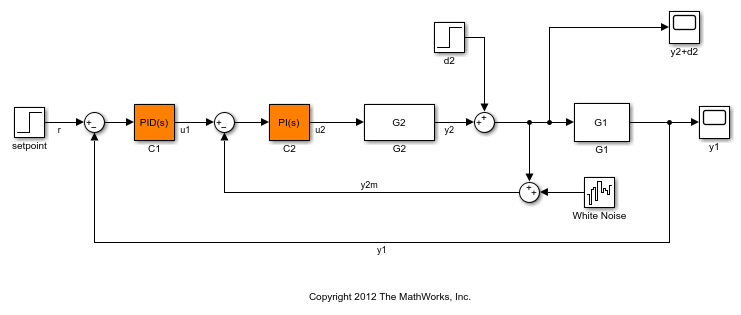 y2+d2
d2
PID(s)
PI(s)
G2
G1
r
u1
u2
y2
setpoint
C1
C2
G2
G1
y1
y2m
White Noise
y1
Copyright 2012 The MathWorks, Inc.